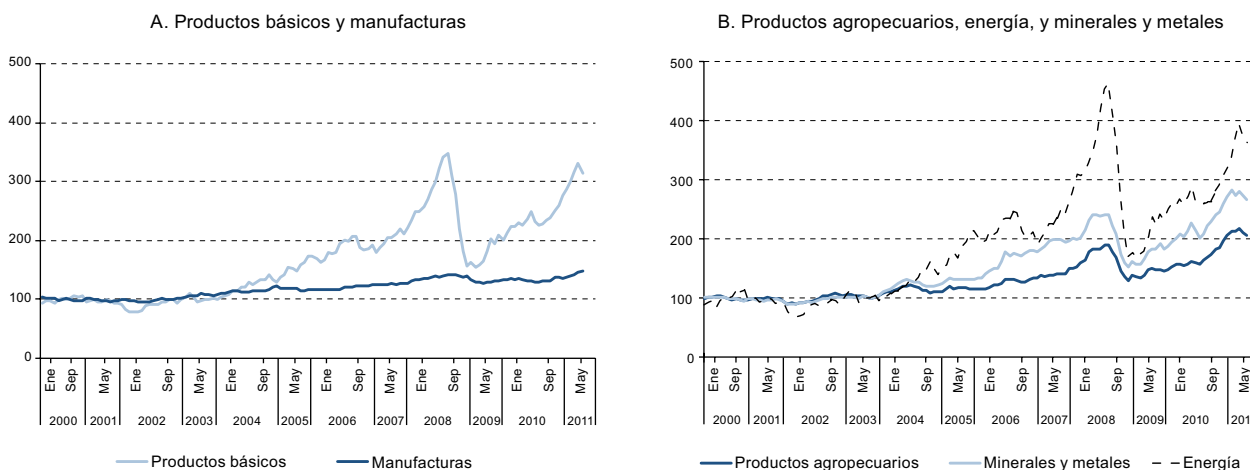 A. Productos básicos y manufacturas
500
400
300
200
100
0
Ene
Sep
May
Ene
Sep
May
Ene
Sep
May
Ene
Sep
May
Ene
Sep
May
Ene
Sep
May
2000
2001
2002
2003
2004
2005
2006
2007
2008
2009
2010
2011
Productos básicos
Manufacturas
B. Productos agropecuarios, energía, y minerales y metales
500
400
300
200
100
0
Ene
Sep
May
Ene
Sep
May
Ene
Sep
May
Ene
Sep
May
Ene
Sep
May
Ene
Sep
May
2000
2001
2002
2003
2004
2005
2006
2007
2008
2009
2010
201
Productos agropecuarios
Minerales y metales
Energía